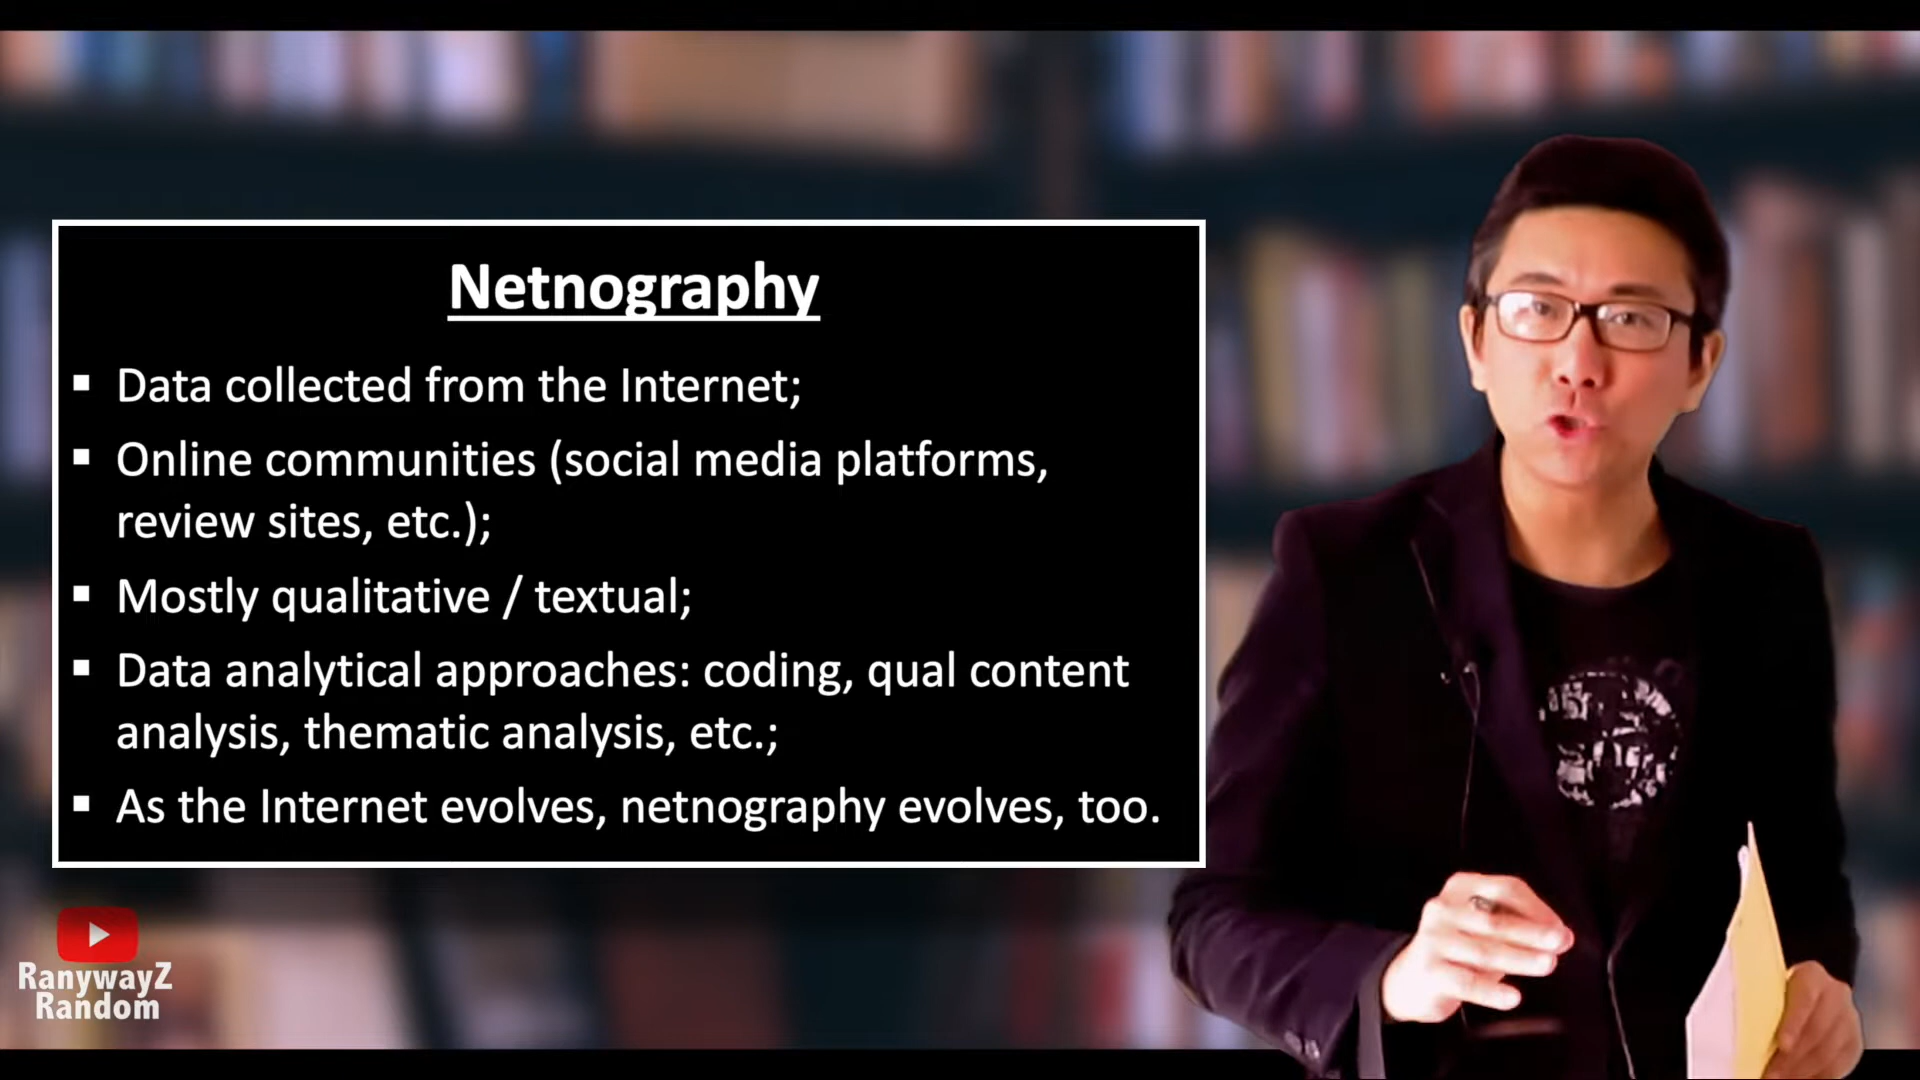 Netnography
▪ Data collected from the Internet;
▪ Online communities (social media platforms,
review sites, etc.);
▪ Mostly qualitative / textual;
▪ Data analytical approaches: coding, qual content
analysis, thematic analysis, etc.;
▪ As the Internet evolves, netnography evolves, too.
RanywayZ
Random